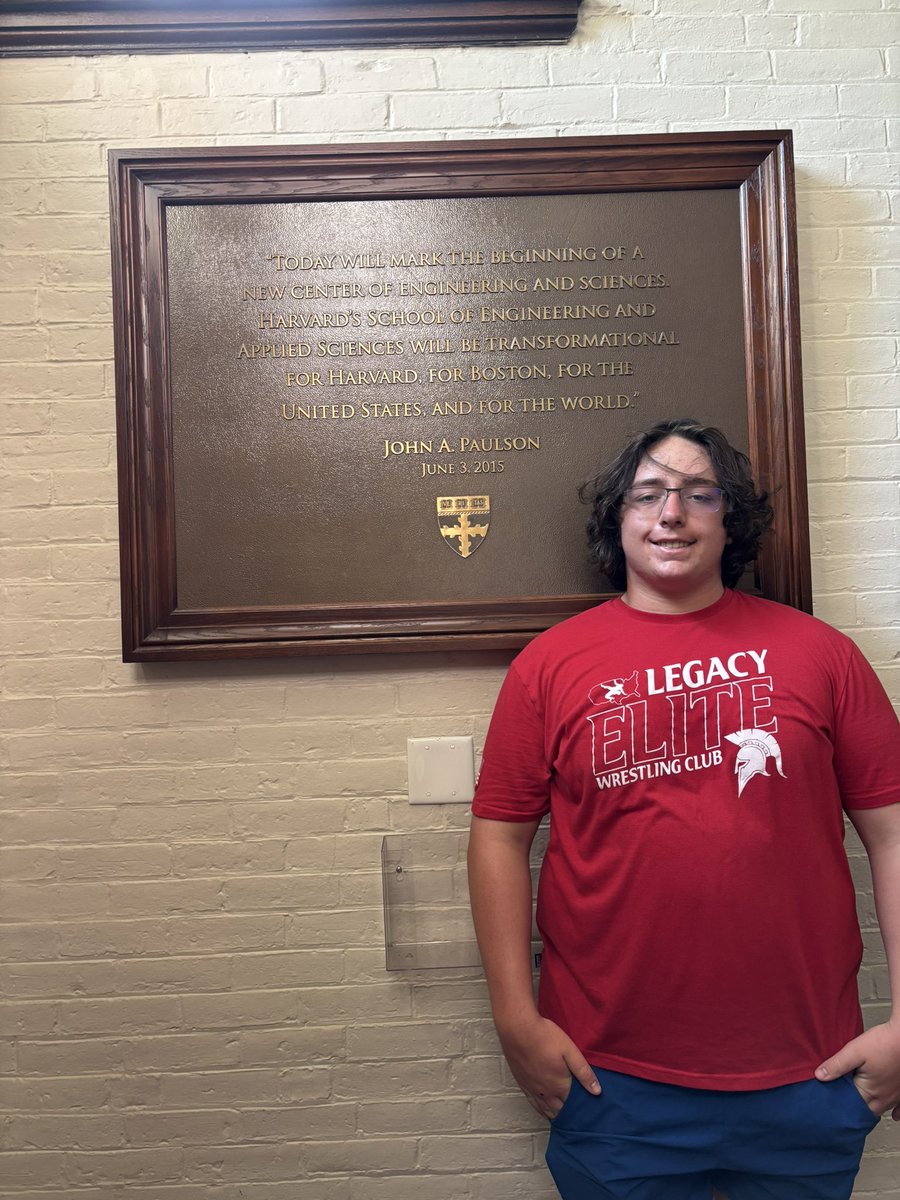 "Today will mark the beginning of a
new center of engineering and sciences.
Harvard's School of Engineering and
Applied Sciences will be transformational
for Harvard, for Boston, for the
United States, and for the world."
John A. Paulson
June 3, 2015
LEGACY
ELITE
WRESTLING CLUB